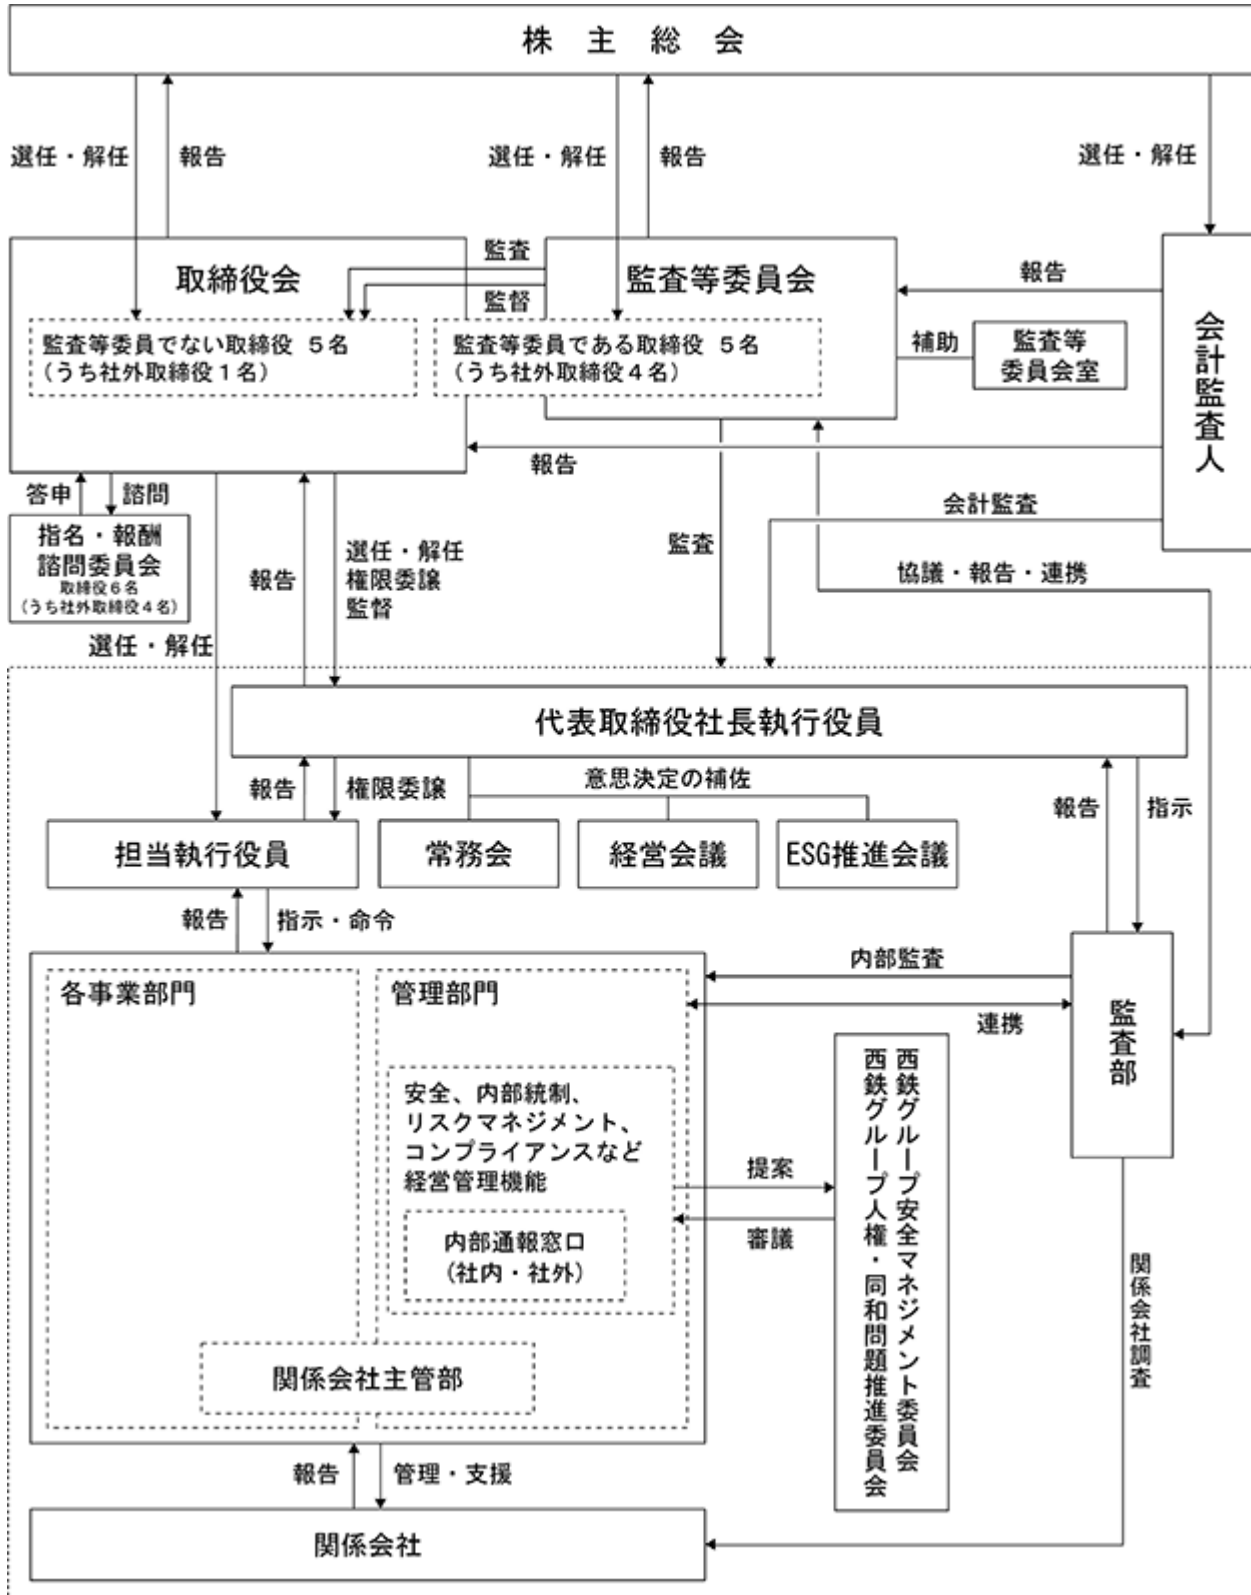 株主総会
選任・解任
報告
選任・解任
報告
選任・解任
取締役会
監査
監督
監査等委員会
報告
会計監査人
監査等委員でない取締役 5名
(うち社外取締役1名)
監査等委員である取締役 5名
(うち社外取締役4名)
補助
監査等
委員会室
報告
答申
諮問
会計監査
指名・報酬
諮問委員会
取締役6名
(うち社外取締役4名)
報告
選任・解任
権限委譲
監督
監査
協議・報告・連携
選任・解任
代表取締役社長執行役員
報告
権限委譲
意思決定の補佐
報告
指示
担当執行役員
常務会
経営会議
ESG推進会議
報告
指示・命令
内部監査
連携
監査部
各事業部門
管理部門
安全、内部統制、
リスクマネジメント、
コンプライアンスなど
経営管理機能
内部通報窓口
(社内・社外)
提案
審議
西鉄グループ安全マネジメント委員会
西鉄グループ人権・同和問題推進委員会
関係会社調査
関係会社主管部
報告
管理・支援
関係会社